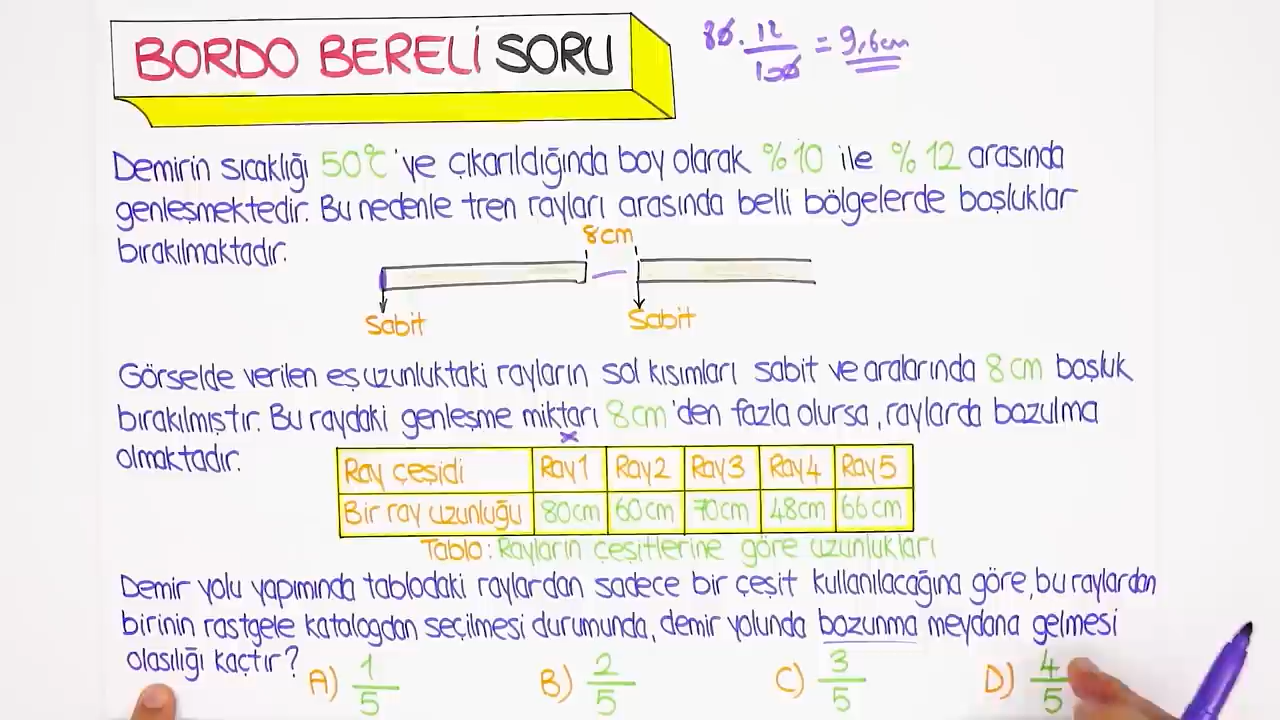 BORDO BERELİ SORU
80. 12/100 = 9,6cm
Demirin sıcaklığı 50°C 'ye çıkarıldığında boy olarak %10 ile %12 arasında
genleşmektedir. Bu nedenle tren rayları arasında belli bölgelerde boşluklar
bırakılmaktadır.
8cm
Sabit
Sabit
Görselde verilen eş uzunluktaki rayların sol kısımları sabit ve aralarında 8cm boşluk
bırakılmıştır. Bu raydaki genleşme miktarı 8cm'den fazla olursa, raylarda bozulma
olmaktadır.
x
Ray çeşidi Ray1 Ray2 Ray3 Ray4 Ray5
Bir ray uzunluğu 80cm 60cm 70cm 48cm 66cm
Tablo: Rayların çeşitlerine göre uzunlukları
Demir yolu yapımında tablodaki raylardan sadece bir çeşit kullanılacağına göre, bu raylardan
birinin rastgele katalogdan seçilmesi durumunda, demir yolunda bozunma meydana gelmesi
olasılığı kaçtır?
A) 1/5 B) 2/5 C) 3/5 D) 4/5